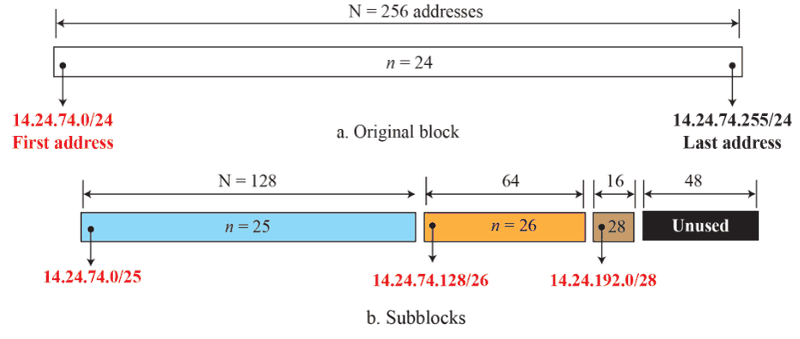 N = 256 addresses
n = 24
14.24.74.0/24
First address
a. Original block
14.24.74.255/24
Last address
N = 128
64
16
48
n = 25
n = 26
28
Unused
14.24.74.0/25
14.24.74.128/26
14.24.192.0/28
b. Subblocks